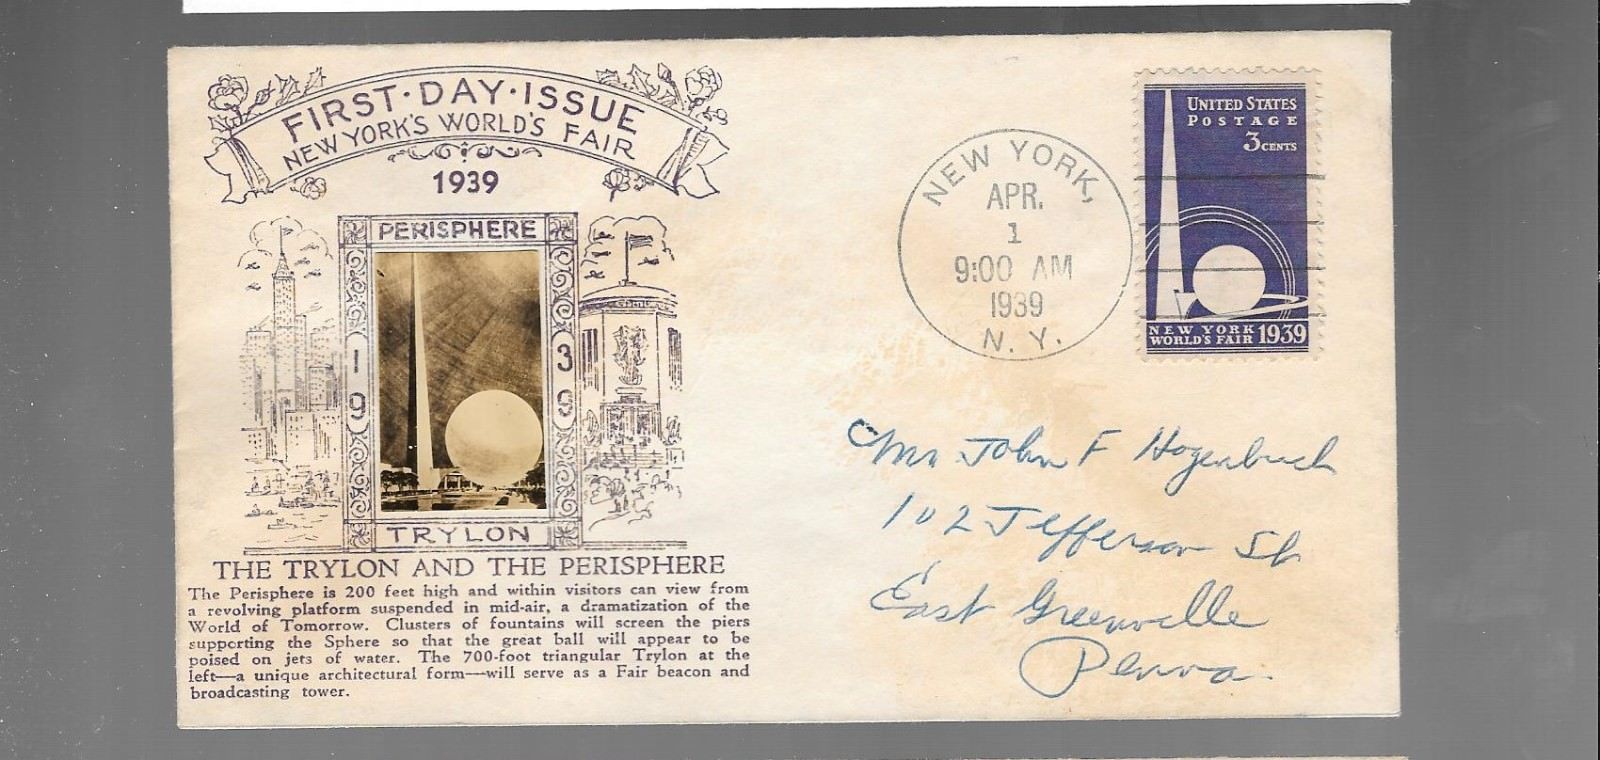 FIRST·DAY·ISSUE
NEW YORK'S WORLD'S FAIR
1939
PERISPHERE
1 3
9 9
TRYLON
THE TRYLON AND THE PERISPHERE
The Perisphere is 200 feet high and within visitors can view from
a revolving platform suspended in mid-air, a dramatization of the
World of Tomorrow. Clusters of fountains will screen the piers
supporting the Sphere so that the great ball will appear to be
poised on jets of water. The 700-foot triangular Trylon at the
left—a unique architectural form—will serve as a Fair beacon and
broadcasting tower.
NEW YORK,
APR.
1
9:00 AM
1939
N. Y.
UNITED STATES
POSTAGE
3 CENTS
NEW YORK
WORLD'S FAIR 1939
Mr John F Hogenbuch
102 Jefferson St
East Greenville
Penna.